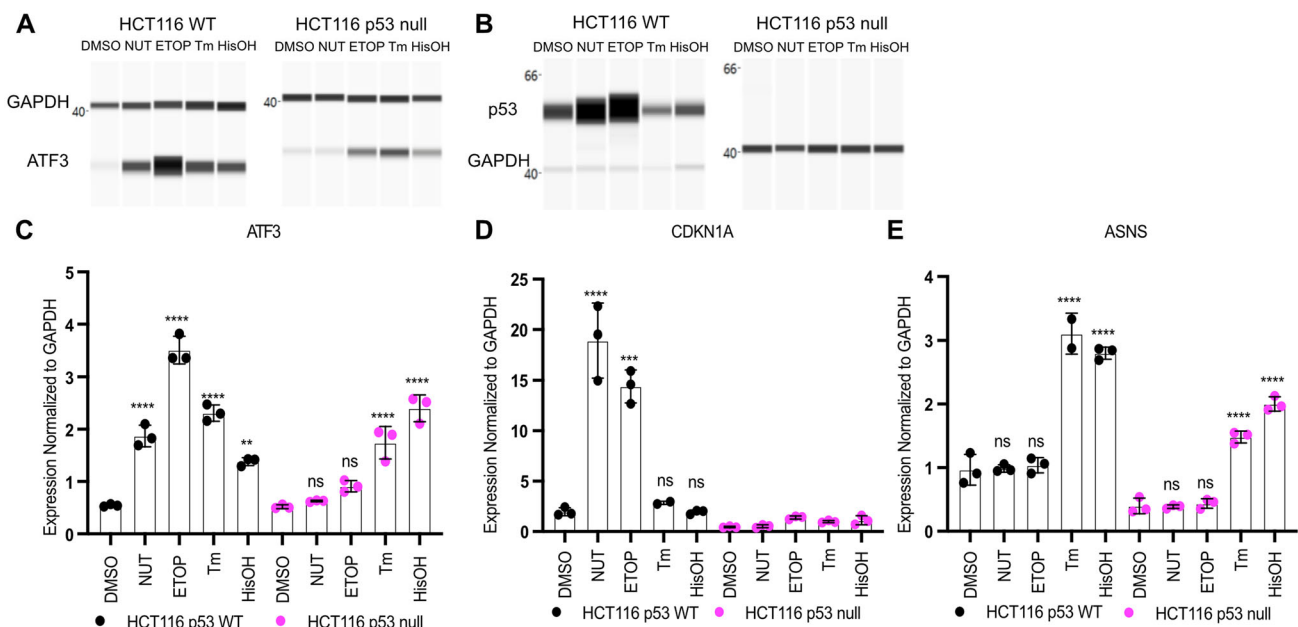 A HCT116 WT HCT116 p53 null
DMSO NUT ETOP Tm HisOH DMSO NUT ETOP Tm HisOH
GAPDH
40-
40-
ATF3
B HCT116 WT HCT116 p53 null
DMSO NUT ETOP Tm HisOH DMSO NUT ETOP Tm HisOH
66-
66-
p53
GAPDH
40-
40-
C ATF3
Expression Normalized to GAPDH
5
4
3
2
1
0
**** **** **** ** ns ns **** ****
DMSO NUT ETOP Tm HisOH DMSO NUT ETOP Tm HisOH
HCT116 p53 WT HCT116 p53 null
D CDKN1A
Expression Normalized to GAPDH
25
20
15
10
5
0
**** *** ns ns
DMSO NUT ETOP Tm HisOH DMSO NUT ETOP Tm HisOH
HCT116 p53 WT HCT116 p53 null
E ASNS
Expression Normalized to GAPDH
4
3
2
1
0
ns ns **** **** ns ns **** ****
DMSO NUT ETOP Tm HisOH DMSO NUT ETOP Tm HisOH
HCT116 p53 WT HCT116 p53 null